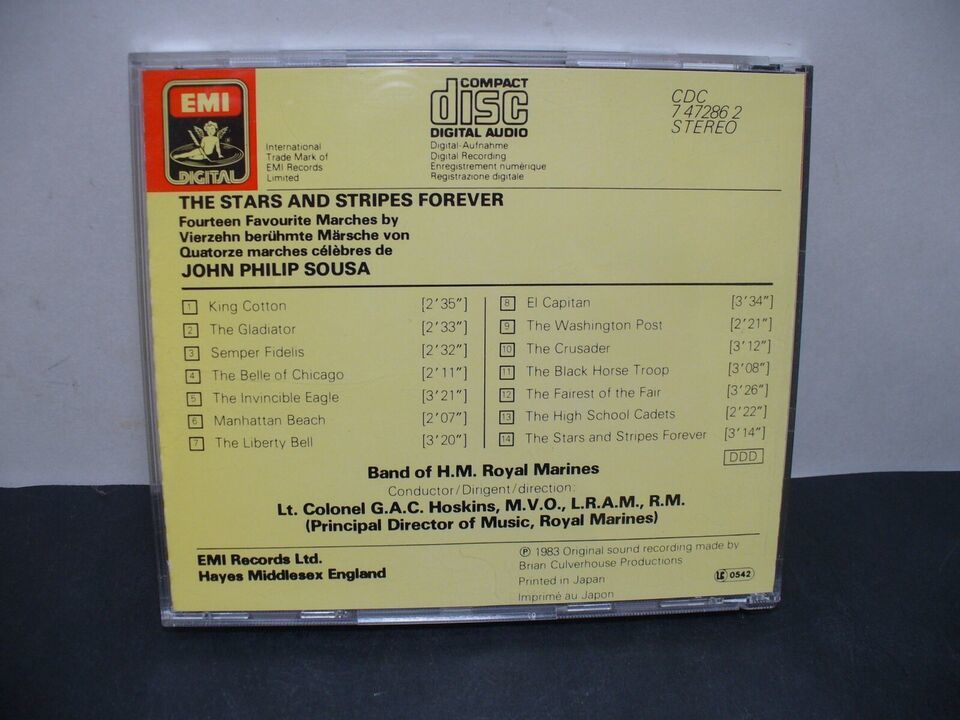 EMI
DIGITAL
International
Trade Mark of
EMI Records
Limited
COMPACT
disc
DIGITAL AUDIO
Digital-Aufnahme
Digital Recording
Enregistrement numérique
Registrazione digitale
CDC
7 47286 2
STEREO
THE STARS AND STRIPES FOREVER
Fourteen Favourite Marches by
Vierzehn berühmte Märsche von
Quatorze marches célèbres de
JOHN PHILIP SOUSA
1 King Cotton [2'35"]
2 The Gladiator [2'33"]
3 Semper Fidelis [2'32"]
4 The Belle of Chicago [2'11"]
5 The Invincible Eagle [3'21"]
6 Manhattan Beach [2'07"]
7 The Liberty Bell [3'20"]
8 El Capitan [3'34"]
9 The Washington Post [2'21"]
10 The Crusader [3'12"]
11 The Black Horse Troop [3'08"]
12 The Fairest of the Fair [3'26"]
13 The High School Cadets [2'22"]
14 The Stars and Stripes Forever [3'14"]
DDD
Band of H.M. Royal Marines
Conductor/Dirigent/direction:
Lt. Colonel G.A.C. Hoskins, M.V.O., L.R.A.M., R.M.
(Principal Director of Music, Royal Marines)
EMI Records Ltd.
Hayes Middlesex England
℗ 1983 Original sound recording made by
Brian Culverhouse Productions
Printed in Japan
Imprimé au Japon
LC 0542